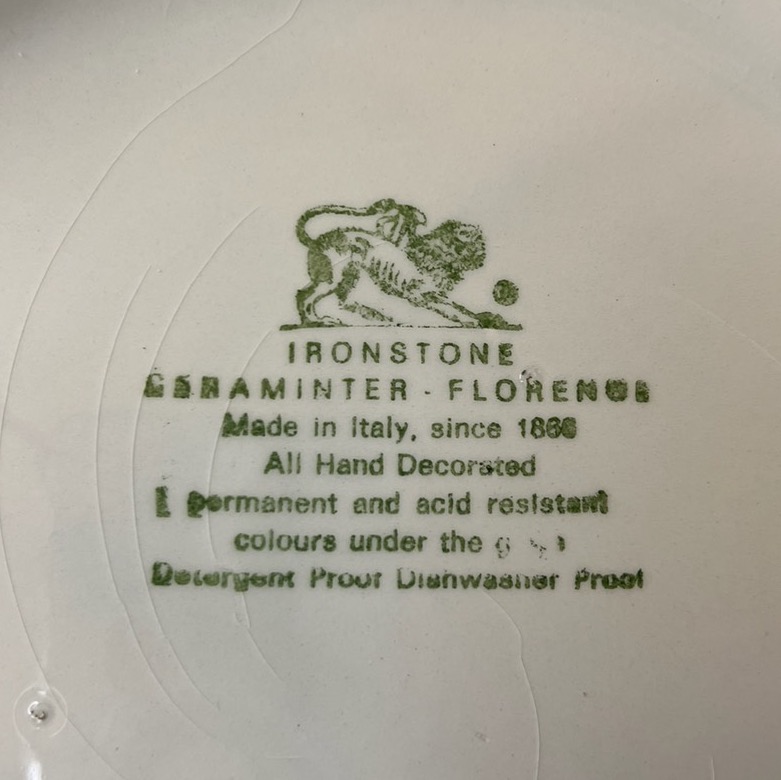 IRONSTONE
CERAMINTER - FLORENCE
Made in Italy, since 1866
All Hand Decorated
permanent and acid resistant
colours under the
Detergent Proof Dishwasher Proof